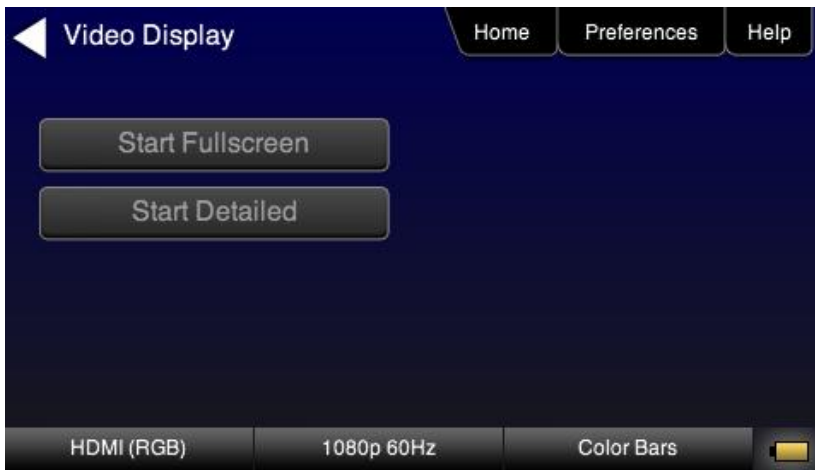 Video Display
Home
Preferences
Help
Start Fullscreen
Start Detailed
HDMI (RGB)
1080p 60Hz
Color Bars